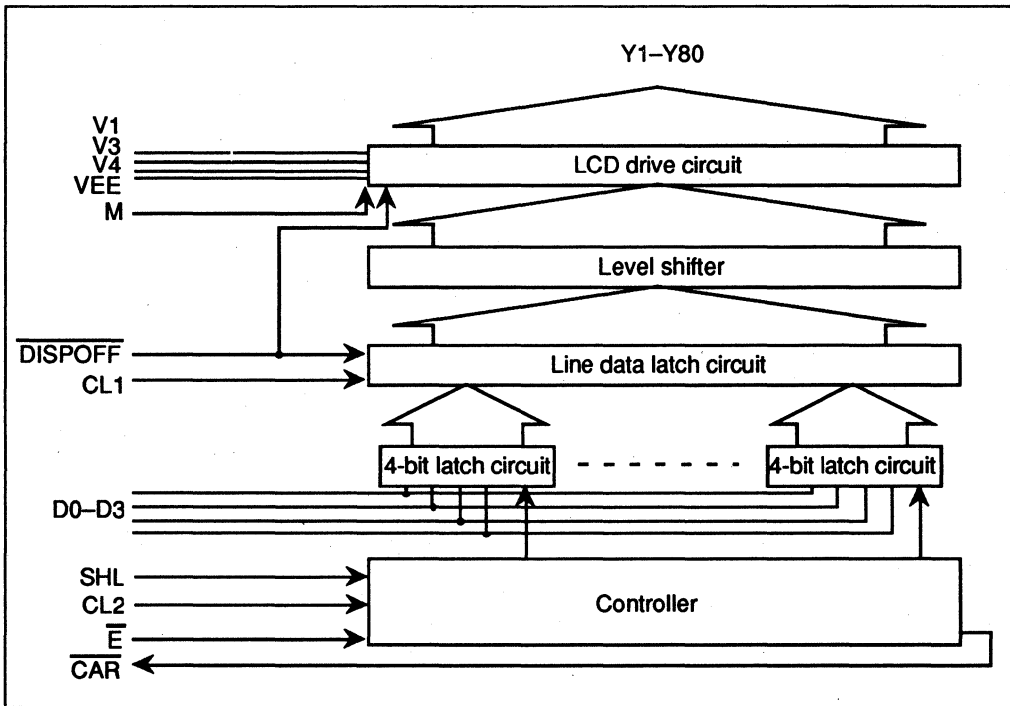 Y1–Y80
V1
V3
V4
VEE
M
LCD drive circuit
Level shifter
DISPOFF
CL1
Line data latch circuit
4-bit latch circuit
4-bit latch circuit
D0–D3
SHL
CL2
E
CAR
Controller